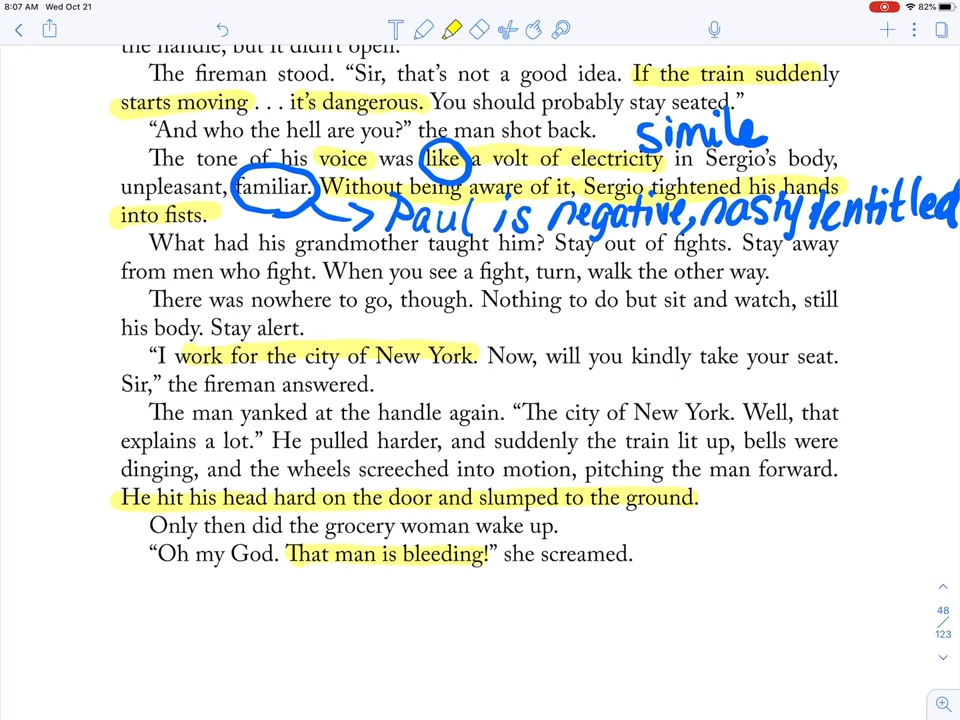 8:07 AM Wed Oct 21
82%
the handle, but it didn't open.
The fireman stood. “Sir, that's not a good idea. If the train suddenly
starts moving . . . it's dangerous. You should probably stay seated.”
“And who the hell are you?” the man shot back.
simile
The tone of his voice was like a volt of electricity in Sergio's body,
unpleasant, familiar. Without being aware of it, Sergio tightened his hands
into fists.
> Paul is negative, nasty, entitled
What had his grandmother taught him? Stay out of fights. Stay away
from men who fight. When you see a fight, turn, walk the other way.
There was nowhere to go, though. Nothing to do but sit and watch, still
his body. Stay alert.
“I work for the city of New York. Now, will you kindly take your seat.
Sir,” the fireman answered.
The man yanked at the handle again. “The city of New York. Well, that
explains a lot.” He pulled harder, and suddenly the train lit up, bells were
dinging, and the wheels screeched into motion, pitching the man forward.
He hit his head hard on the door and slumped to the ground.
Only then did the grocery woman wake up.
“Oh my God. That man is bleeding!” she screamed.
48
/
123